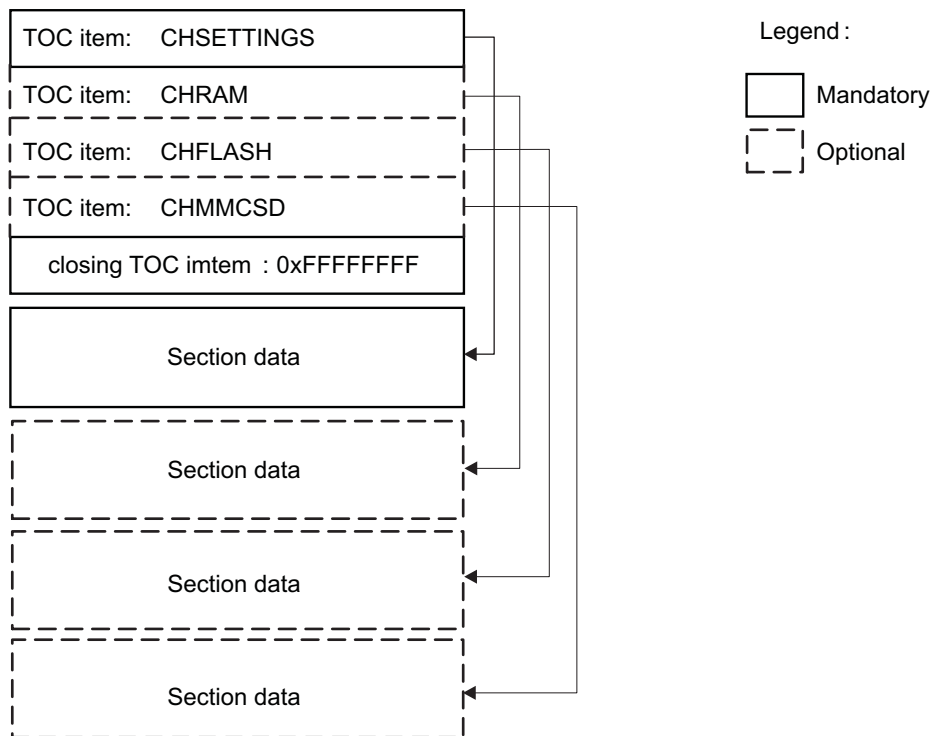 TOC item: CHSETTINGS
TOC item: CHRAM
TOC item: CHFLASH
TOC item: CHMMCSD
closing TOC imtem : 0xFFFFFFFF
Section data
Section data
Section data
Section data
Legend :
Mandatory
Optional